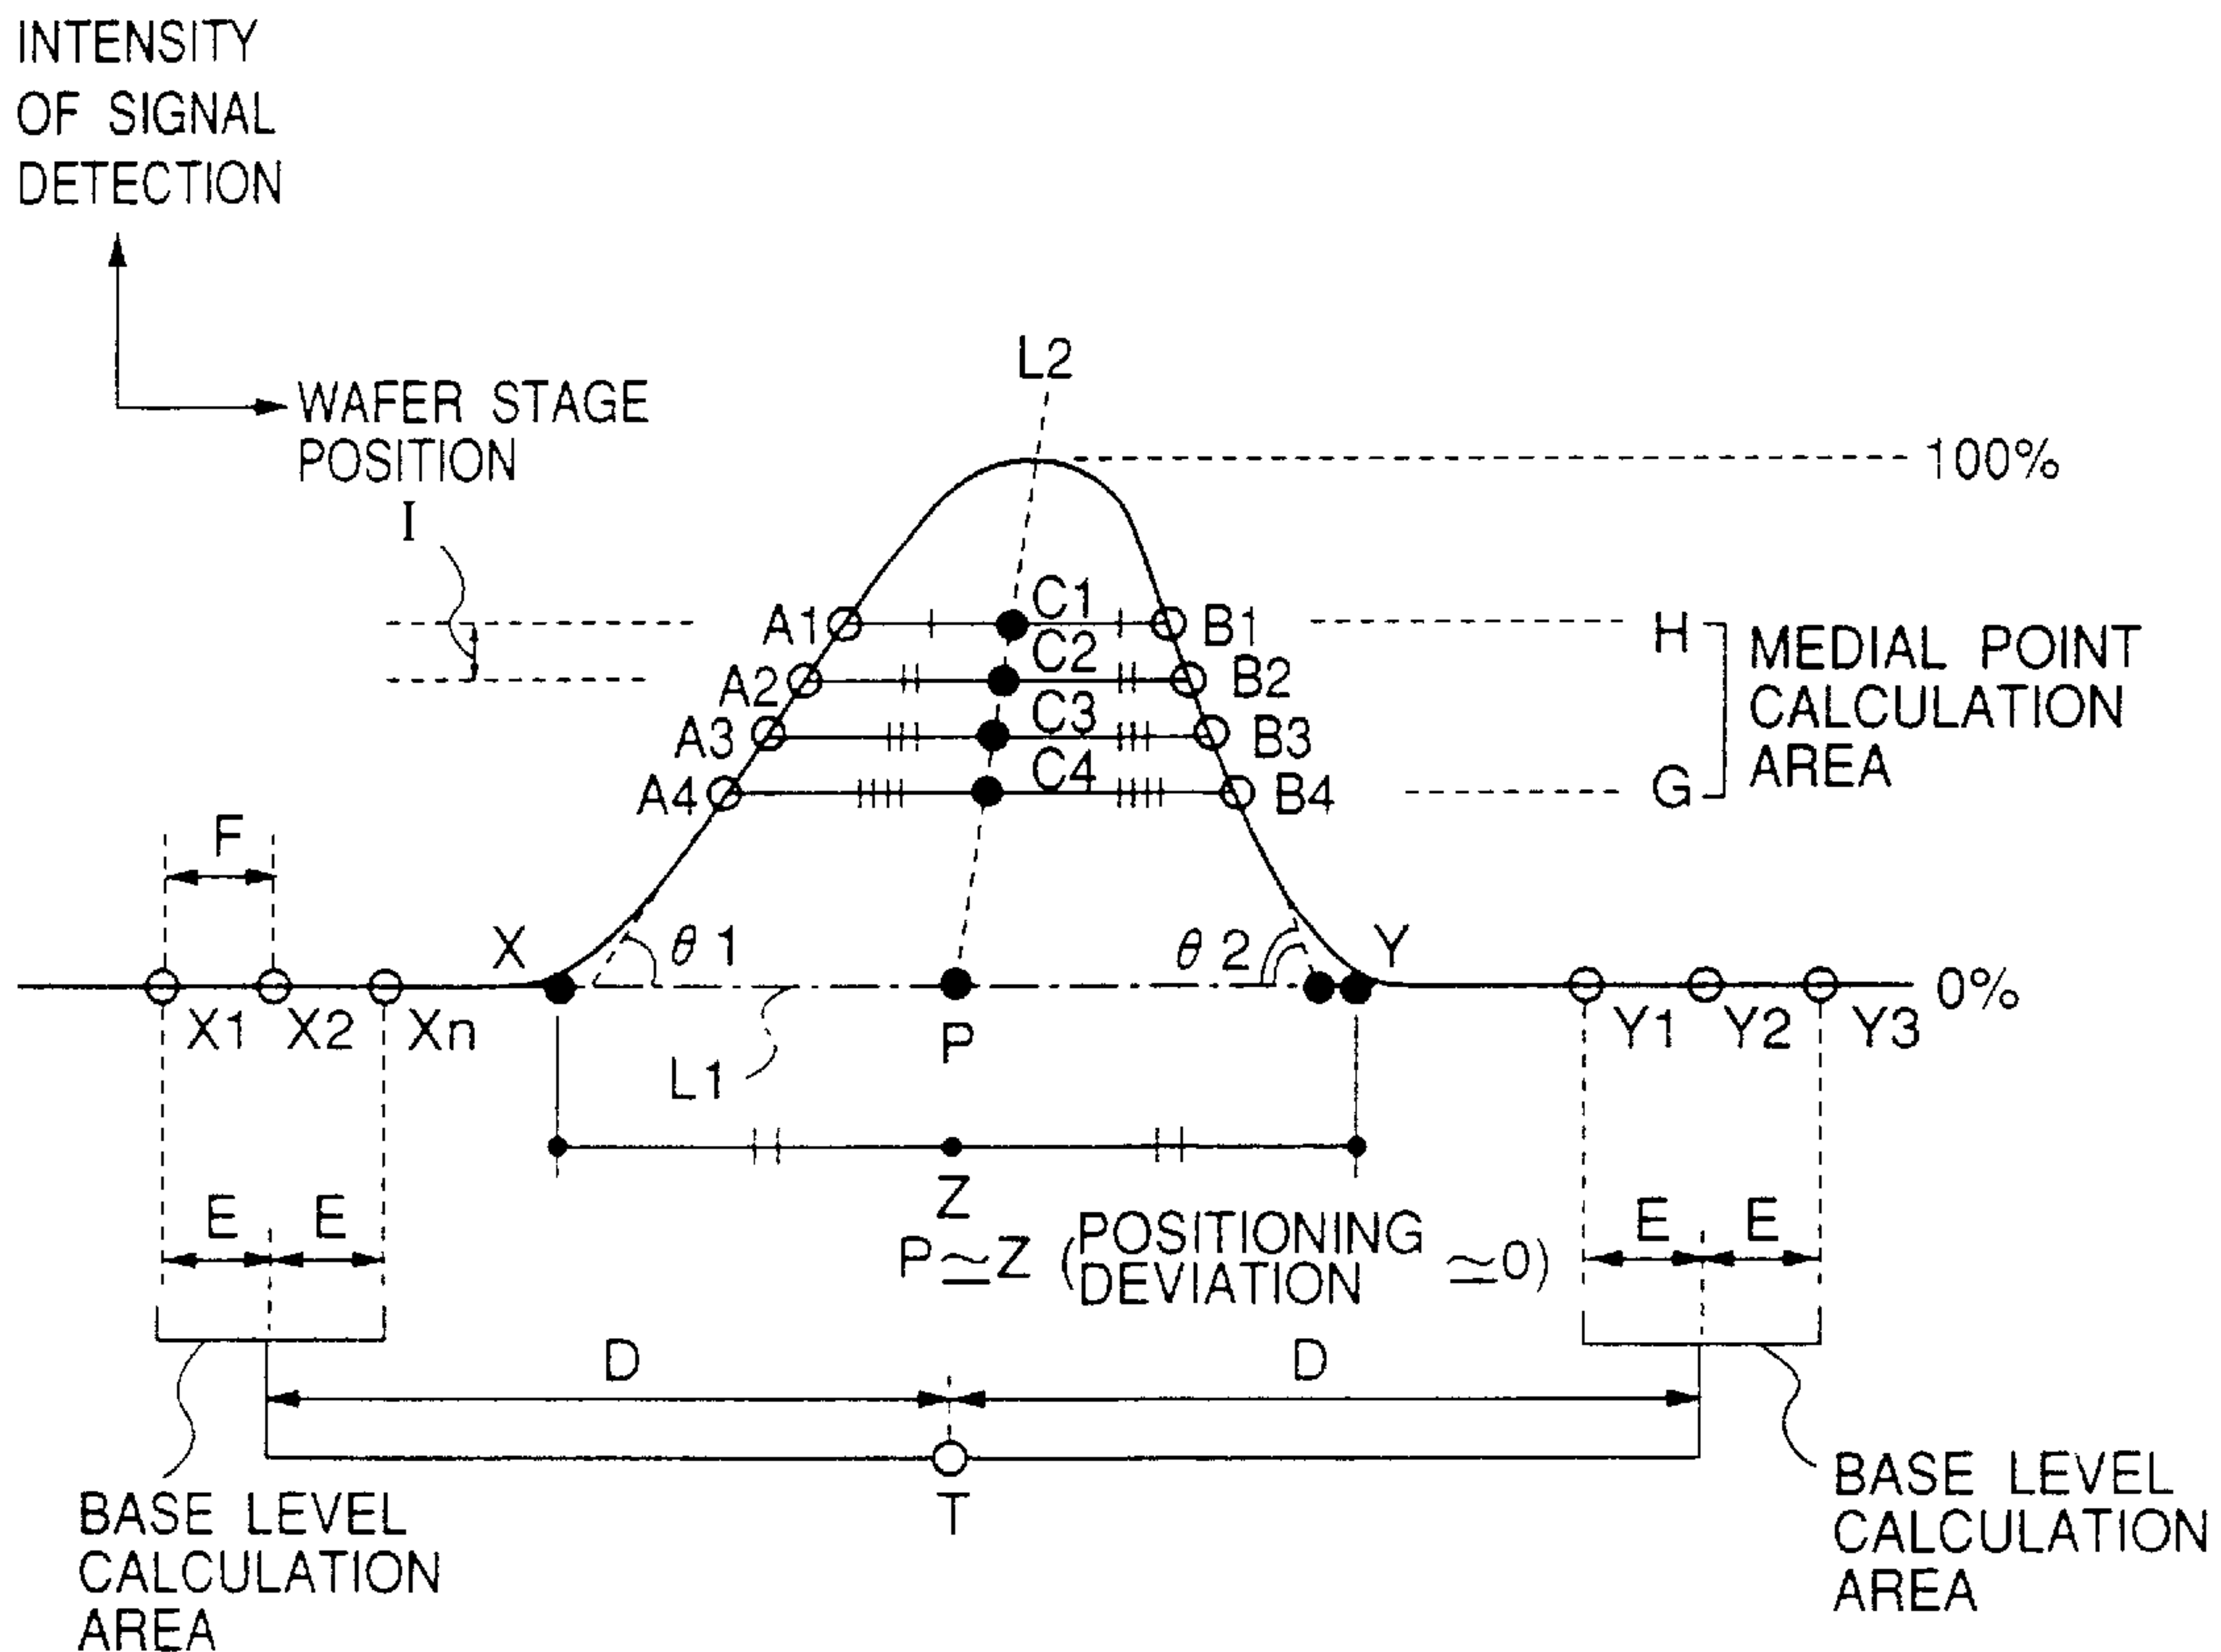 INTENSITY
OF SIGNAL
DETECTION
WAFER STAGE
POSITION
I
L2
100%
A1
C1
B1
H
A2
C2
B2
MEDIAL POINT
CALCULATION
AREA
A3
C3
B3
A4
C4
B4
G
F
X
θ1
θ2
Y
0%
X1
X2
Xn
P
L1
Y1
Y2
Y3
Z
E
E
E
E
P≃Z (POSITIONING
DEVIATION ≃0)
D
D
T
BASE LEVEL
CALCULATION
AREA
BASE LEVEL
CALCULATION
AREA